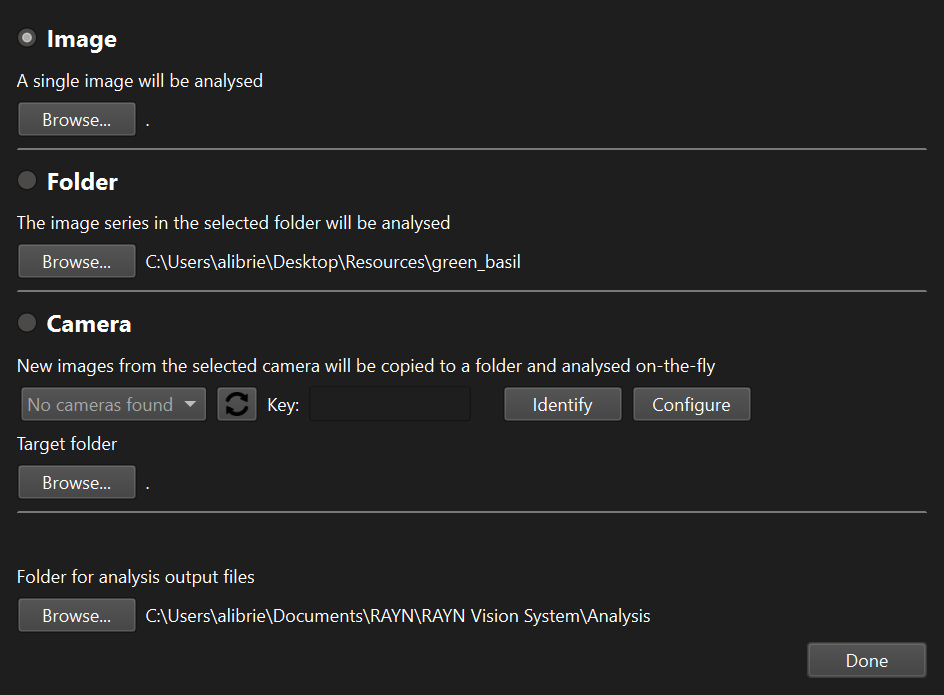 Image
A single image will be analysed
Browse... .
Folder
The image series in the selected folder will be analysed
Browse... C:\Users\alibrie\Desktop\Resources\green_basil
Camera
New images from the selected camera will be copied to a folder and analysed on-the-fly
No cameras found Key: Identify Configure
Target folder
Browse... .
Folder for analysis output files
Browse... C:\Users\alibrie\Documents\RAYN\RAYN Vision System\Analysis
Done